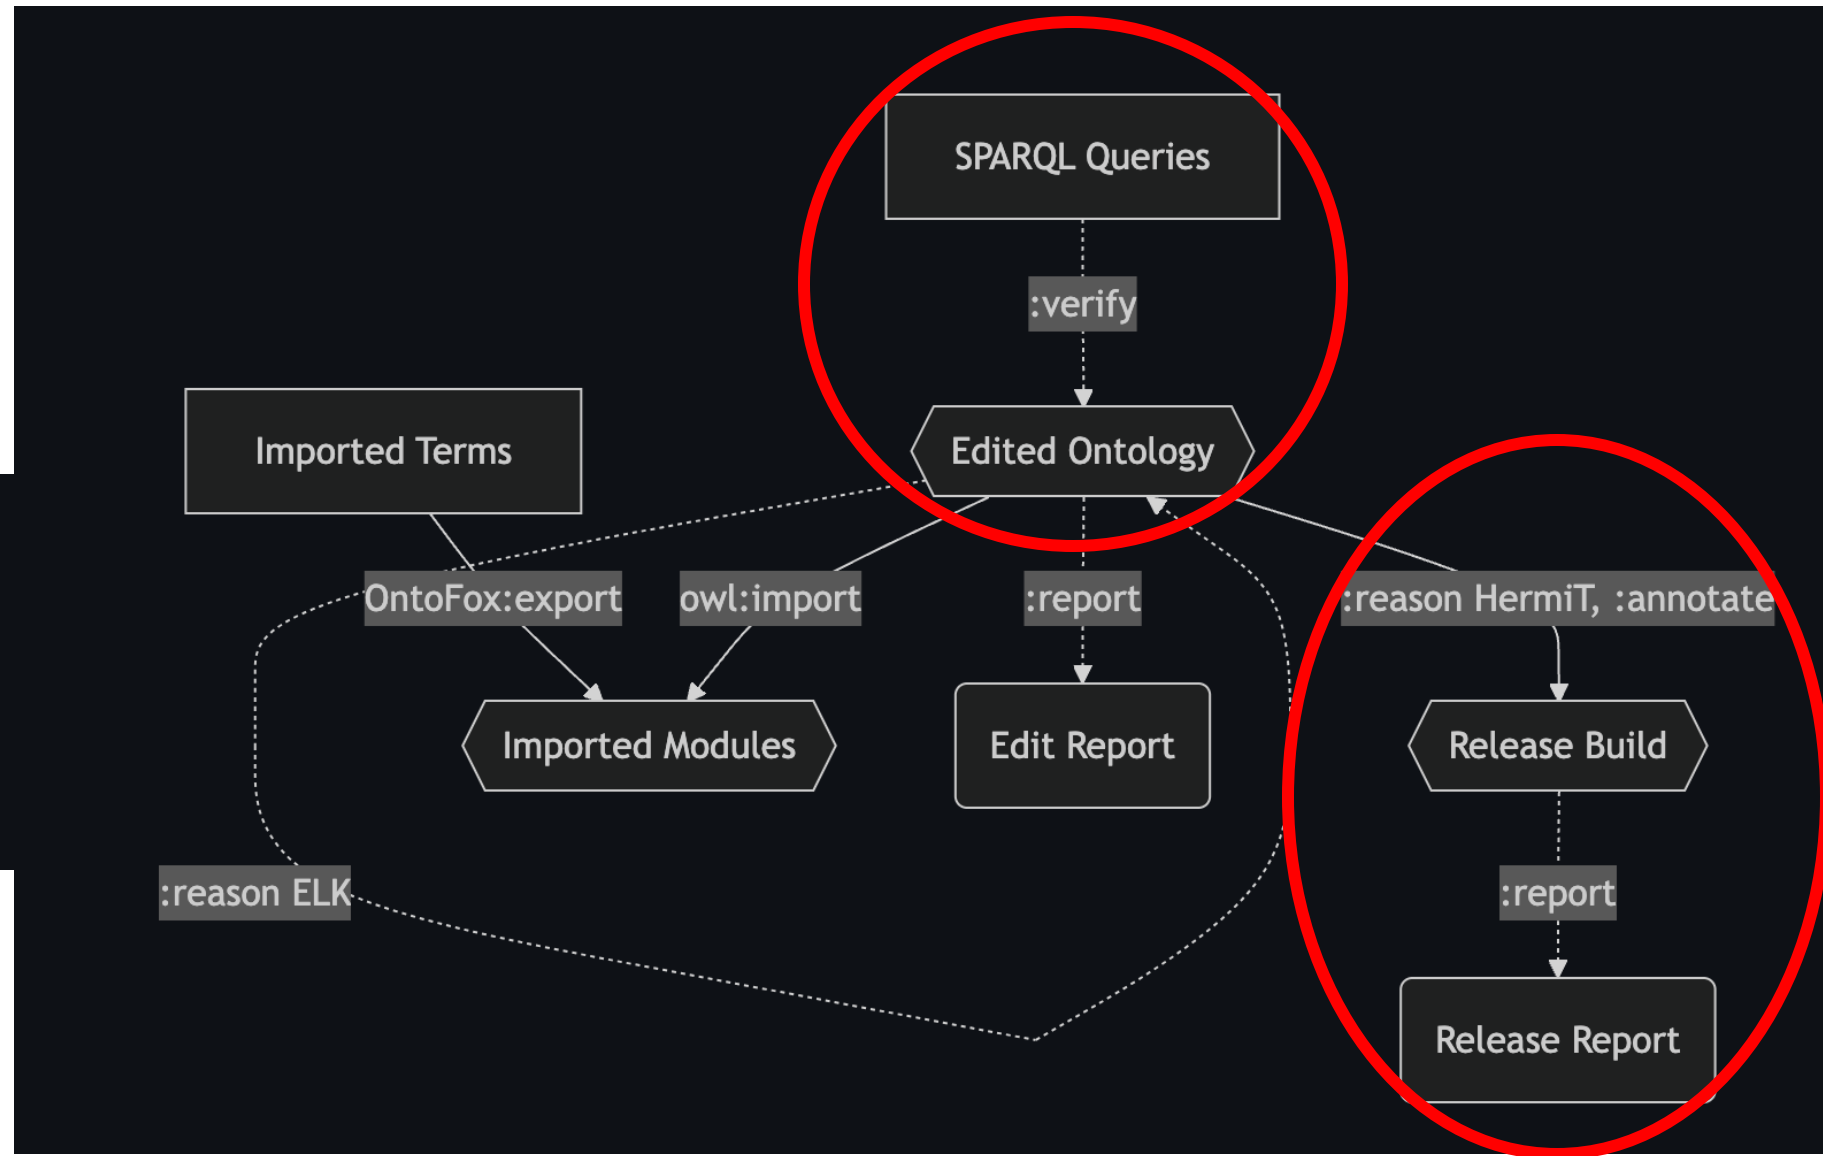 SPARQL Queries
:verify
Imported Terms
Edited Ontology
OntoFox:export
owl:import
:report
:reason HermiT, :annotate
Imported Modules
Edit Report
Release Build
:reason ELK
:report
Release Report